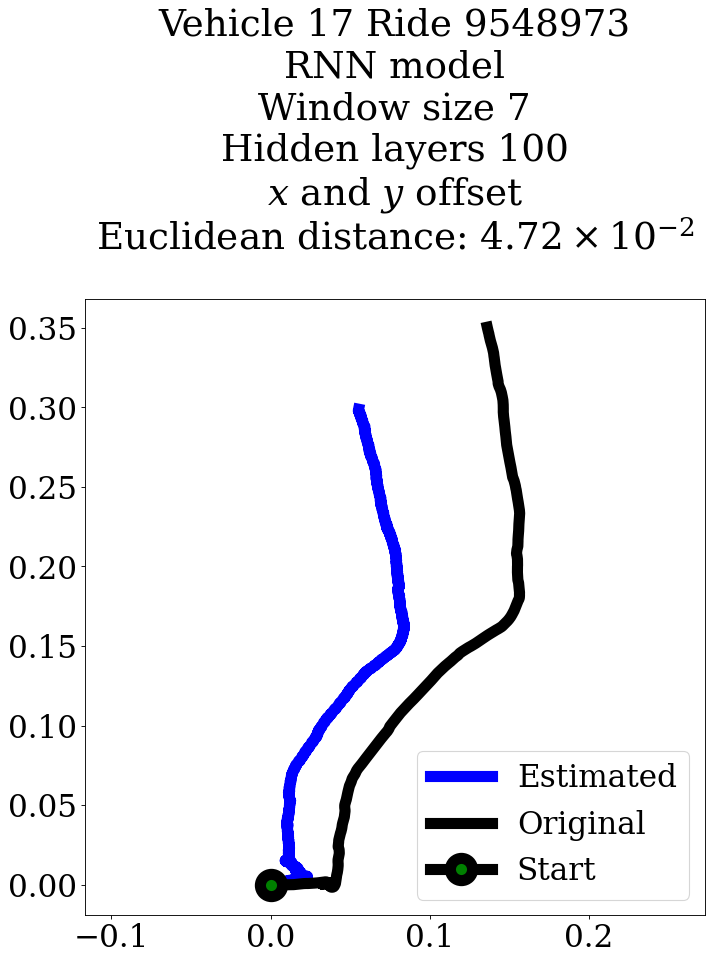 Vehicle 17 Ride 9548973
RNN model
Window size 7
Hidden layers 100
x and y offset
Euclidean distance: 4.72 × 10⁻²
0.35
0.30
0.25
0.20
0.15
0.10
0.05
0.00
−0.1
0.0
0.1
0.2
Estimated
Original
Start